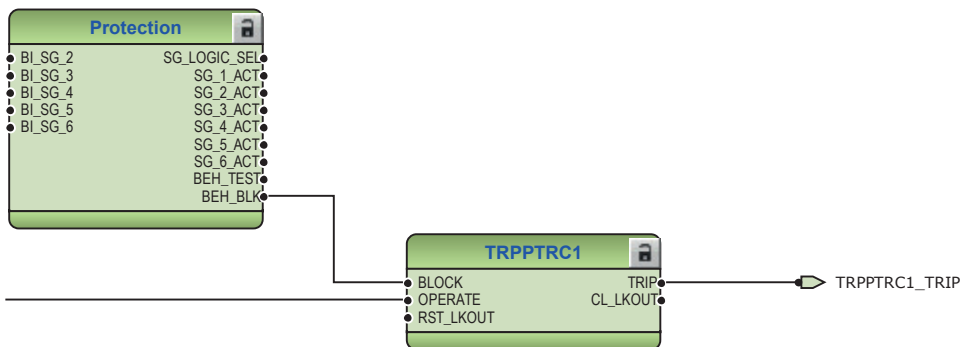 Protection
BI_SG_2 SG_LOGIC_SEL
BI_SG_3 SG_1_ACT
BI_SG_4 SG_2_ACT
BI_SG_5 SG_3_ACT
BI_SG_6 SG_4_ACT
SG_5_ACT
SG_6_ACT
BEH_TEST
BEH_BLK
TRPPTRC1
BLOCK TRIP TRPPTRC1_TRIP
OPERATE CL_LKOUT
RST_LKOUT